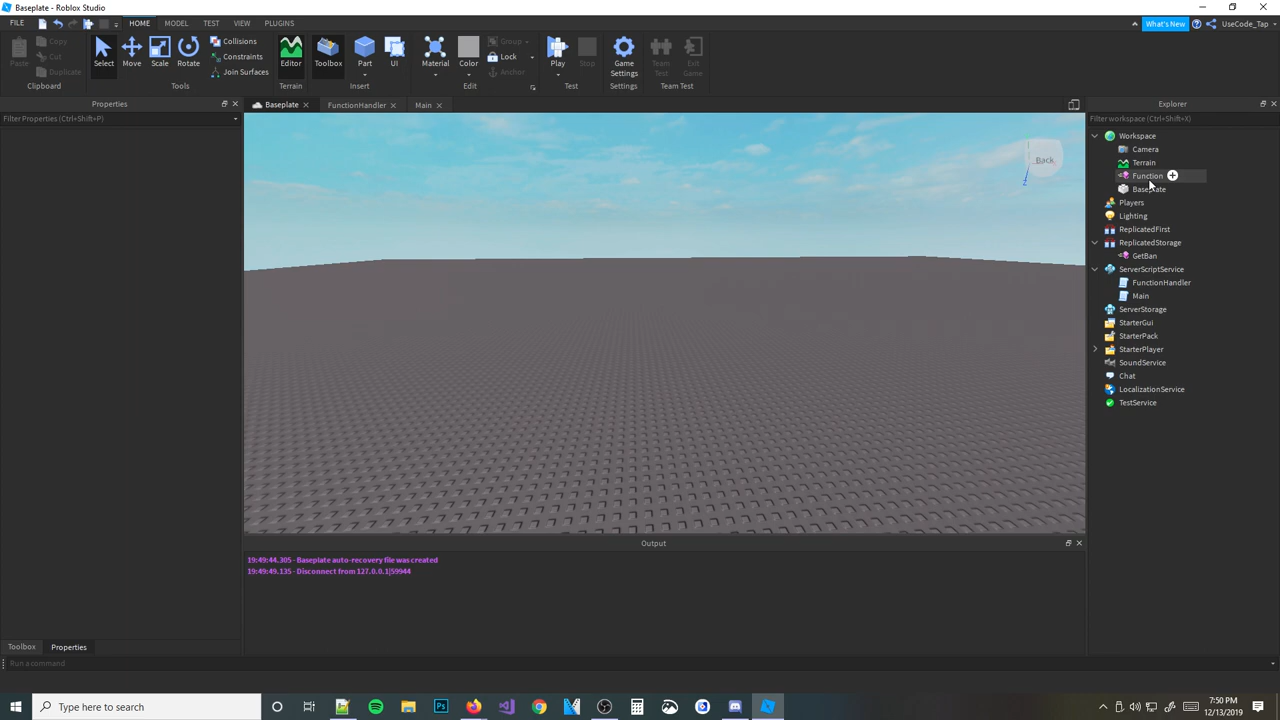 Baseplate - Roblox Studio
FILE HOME MODEL TEST VIEW PLUGINS What's New UseCode_Tap
Paste Copy Cut Duplicate Select Move Scale Rotate Collisions Constraints Join Surfaces Editor Toolbox Part UI Material Color Group Lock Anchor Play Stop Game Settings Team Test Exit Game
Clipboard Tools Terrain Insert Edit Test Settings Team Test
Properties
Filter Properties (Ctrl+Shift+P)
Baseplate FunctionHandler Main
Back
Explorer
Filter workspace (Ctrl+Shift+X)
Workspace
Camera
Terrain
Function
Baseplate
Players
Lighting
ReplicatedFirst
ReplicatedStorage
GetBan
ServerScriptService
FunctionHandler
Main
ServerStorage
StarterGui
StarterPack
StarterPlayer
SoundService
Chat
LocalizationService
TestService
Output
19:49:44.305 - Baseplate auto-recovery file was created
19:49:49.135 - Disconnect from 127.0.0.1|59944
Toolbox Properties
Run a command
Type here to search
7:50 PM
12/13/2019